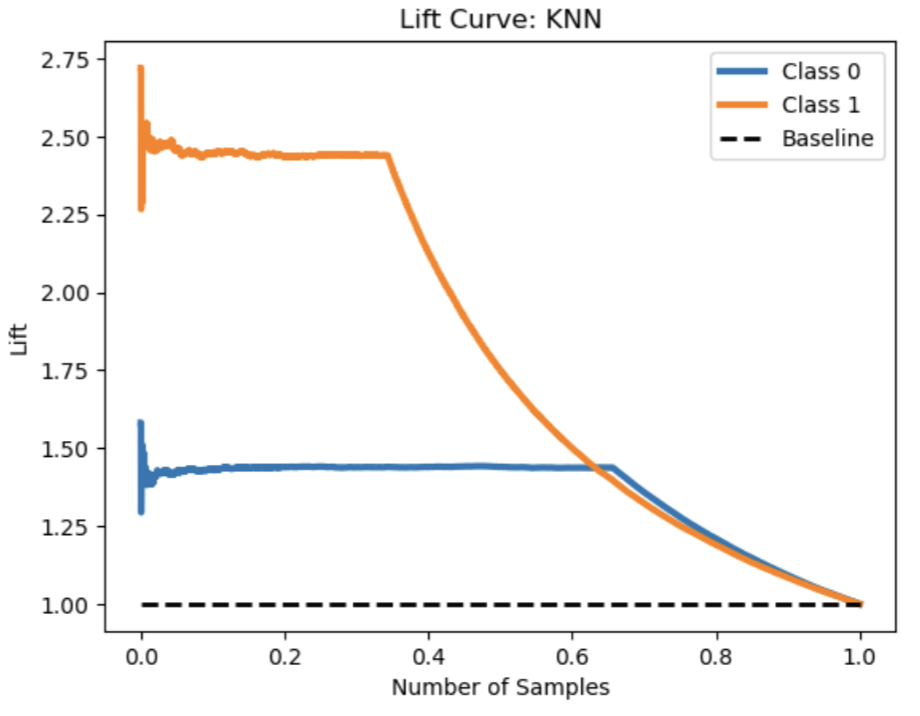 Lift Curve: KNN
2.75
2.50
2.25
2.00
1.75
1.50
1.25
1.00
Lift
Class 0
Class 1
Baseline
0.0 0.2 0.4 0.6 0.8 1.0
Number of Samples